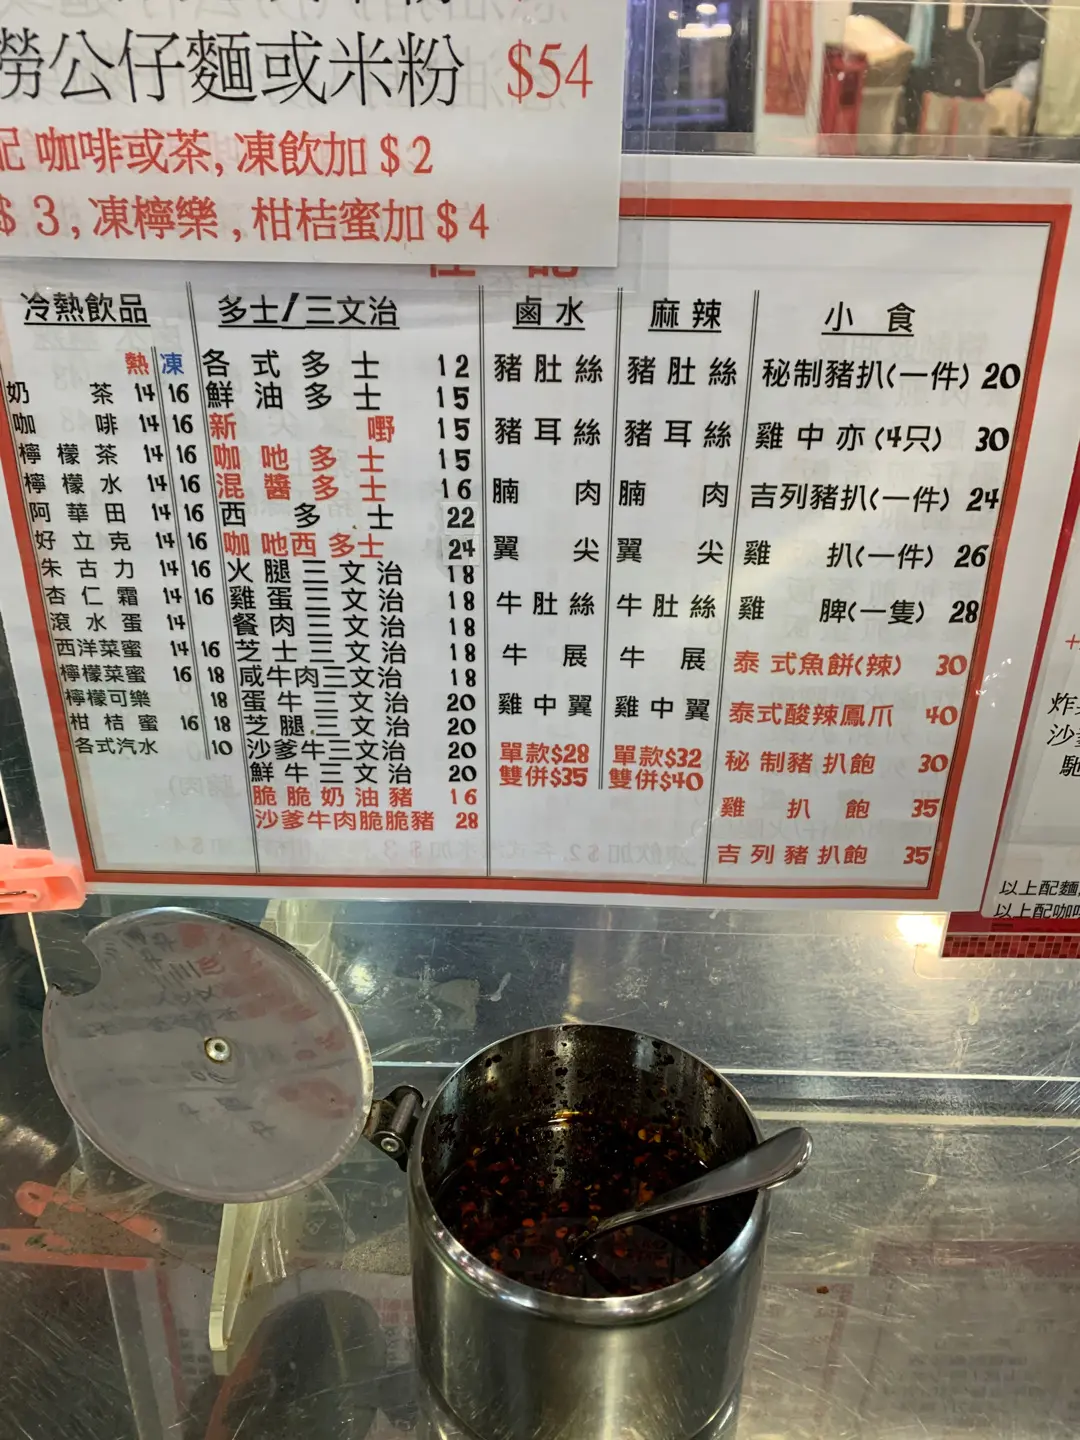 勞公仔麵或米粉 $54
配 咖啡或茶, 凍飲加 $2
$3, 凍檸樂, 柑桔蜜加 $4
冷熱飲品
熱 凍
奶茶 14 16
咖啡 14 16
檸檬茶 14 16
檸檬水 14 16
阿華田 14 16
好立克 14 16
朱古力 14 16
杏仁霜 14 16
滾水蛋 14
西洋菜蜜 14 16
檸檬菜蜜 16 18
檸檬可樂 18
柑桔蜜 16 18
各式汽水 10
多士/三文治
各式多士 12
鮮油多士 15
新嘢 15
咖吔多士 15
混醬多士 16
西多士 22
咖吔西多士 24
火腿三文治 18
雞蛋三文治 18
餐肉三文治 18
芝士三文治 18
咸牛肉三文治 18
蛋牛三文治 20
芝腿三文治 20
沙爹牛三文治 20
鮮牛三文治 20
脆脆奶油豬 16
沙爹牛肉脆脆豬 28
鹵水
豬肚絲
豬耳絲
腩肉
翼尖
牛肚絲
牛展
雞中翼
單款$28
雙併$35
麻辣
豬肚絲
豬耳絲
腩肉
翼尖
牛肚絲
牛展
雞中翼
單款$32
雙併$40
小食
秘制豬扒(一件) 20
雞中亦(4只) 30
吉列豬扒(一件) 24
雞扒(一件) 26
雞脾(一隻) 28
泰式魚餅(辣) 30
泰式酸辣鳳爪 40
秘制豬扒飽 30
雞扒飽 35
吉列豬扒飽 35
炸
沙
馳
以上配麵
以上配咖